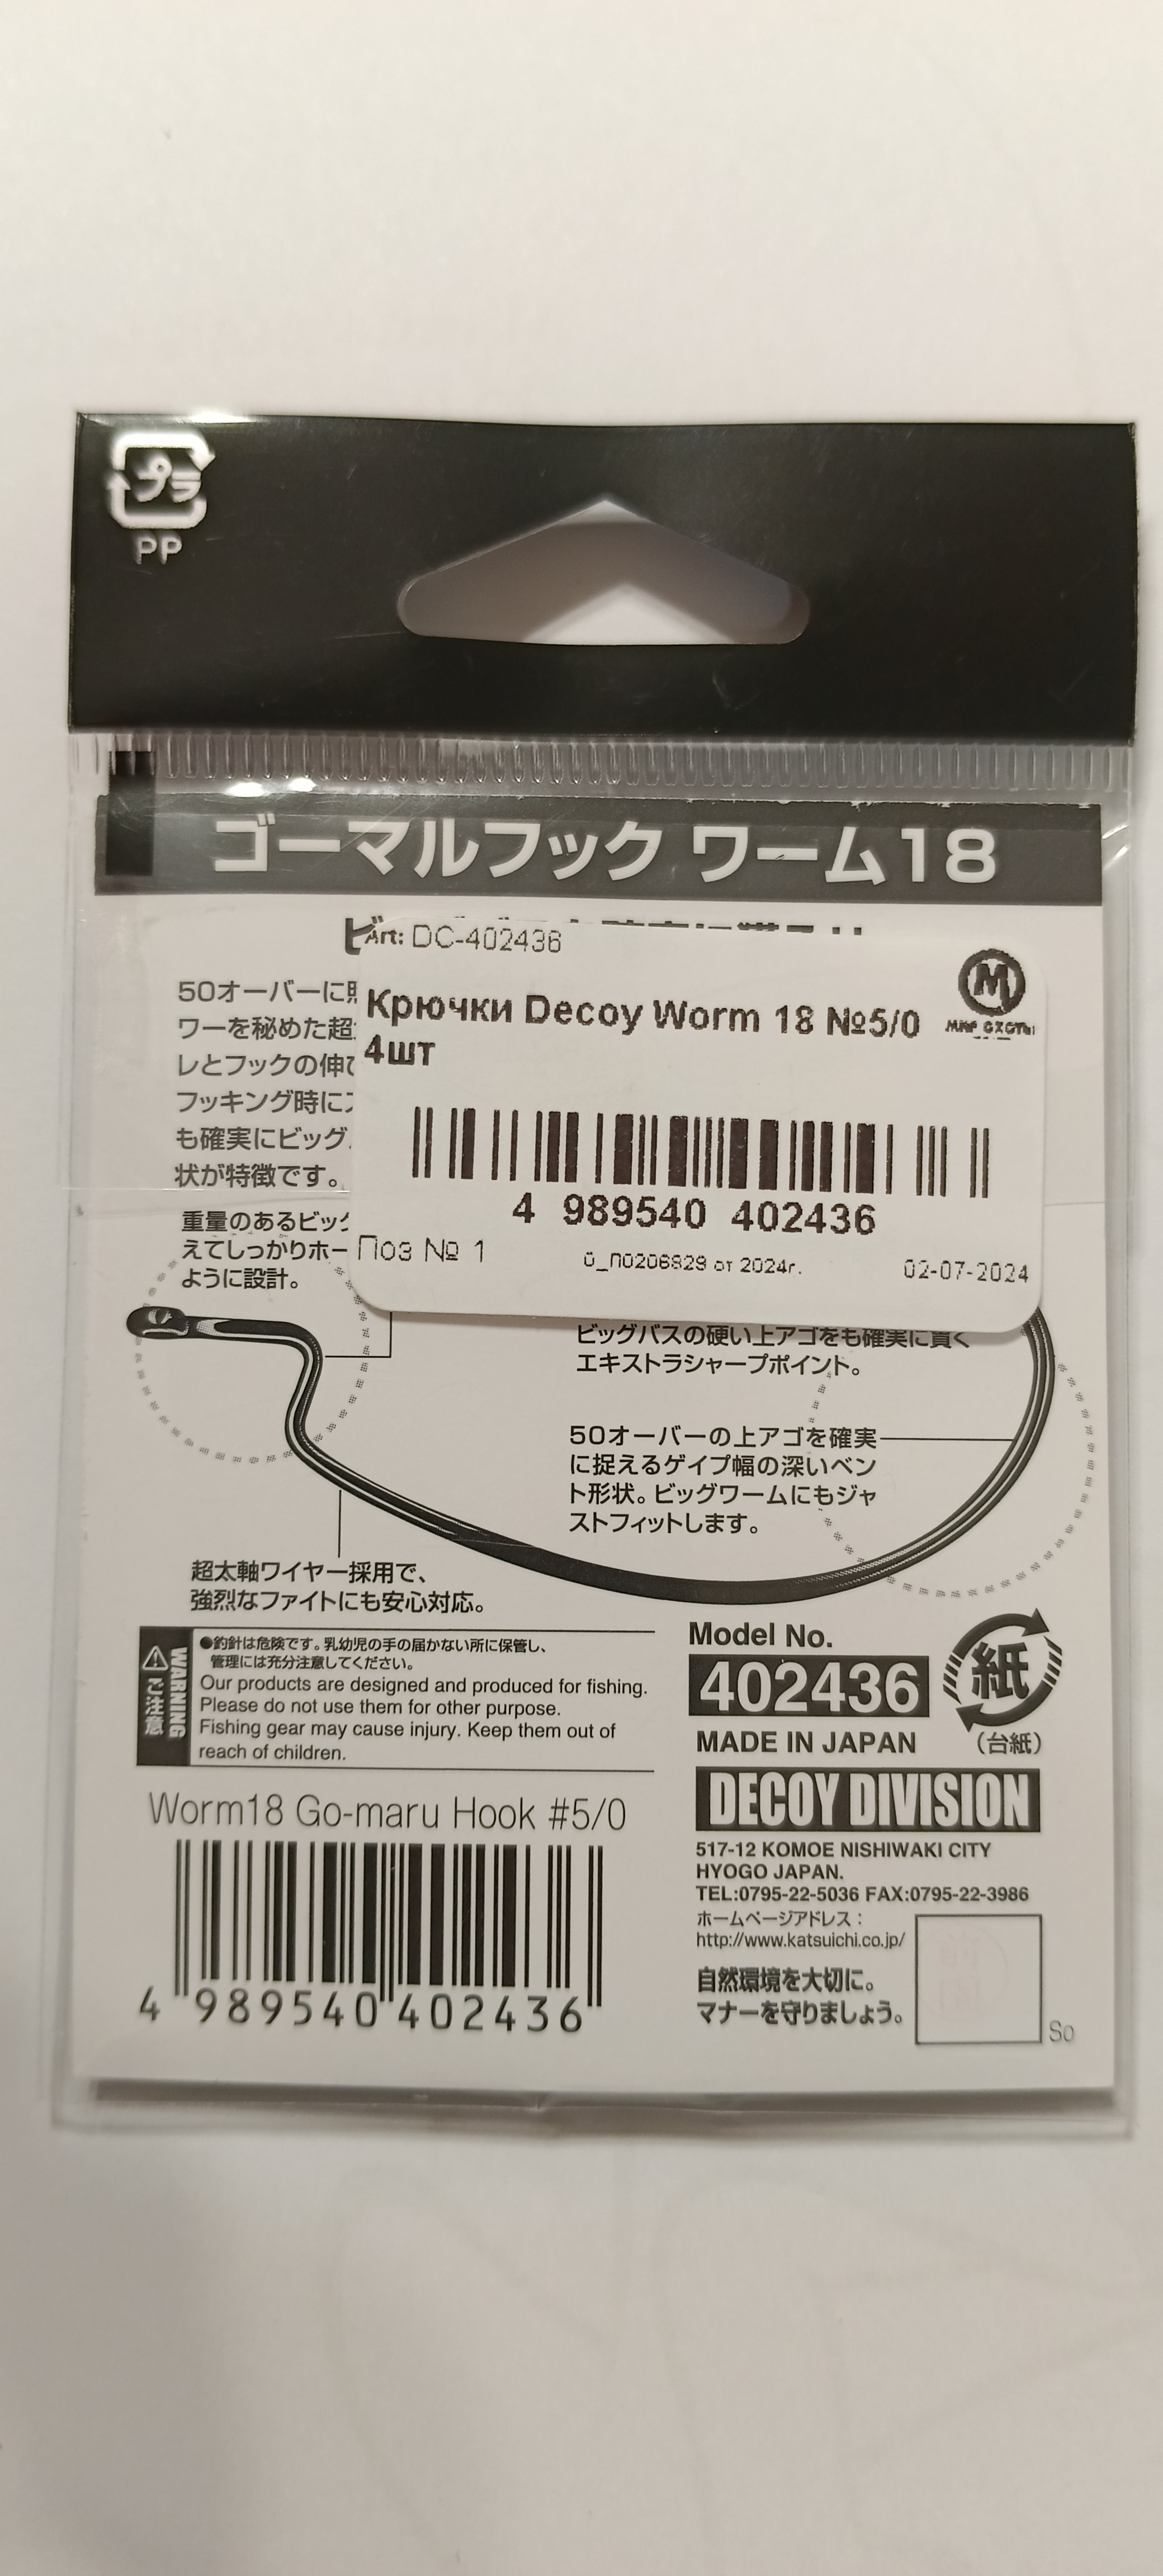 プラ
PP
ゴーマルフック ワーム18
Art: DC-402436
50オーバーに
ワーを秘めた超
レとフックの伸び
フッキング時に
も確実にビッグ
状が特徴です。
Крючки Decoy Worm 18 №5/0
4шт
М
МИР ОХОТЫ
4 989540 402436
Поз № 1
02-07-2024
от 2024г.
重量のあるビッグ
えてしっかりホー
ように設計。
ビッグバスの硬い上アゴをも確実に貫く
エキストラシャープポイント。
50オーバーの上アゴを確実
に捉えるゲイプ幅の深いベン
ト形状。ビッグワームにもジャ
ストフィットします。
超太軸ワイヤー採用で、
強烈なファイトにも安心対応。
WARNING
ご注意
●釣針は危険です。乳幼児の手の届かない所に保管し、
管理には充分注意してください。
Our products are designed and produced for fishing.
Please do not use them for other purpose.
Fishing gear may cause injury. Keep them out of
reach of children.
Model No.
402436
MADE IN JAPAN
紙
(台紙)
DECOY DIVISION
517-12 KOMOE NISHIWAKI CITY
HYOGO JAPAN.
TEL:0795-22-5036 FAX:0795-22-3986
ホームページアドレス：
http://www.katsuichi.co.jp/
自然環境を大切に。
マナーを守りましょう。
So
Worm18 Go-maru Hook #5/0
4 989540 402436